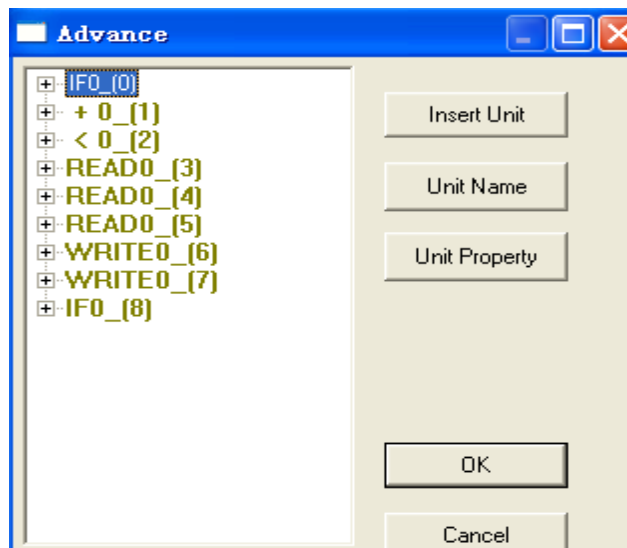 Advance
IF0_(0)
+ 0_(1)
< 0_(2)
READ0_(3)
READ0_(4)
READ0_(5)
WRITE0_(6)
WRITE0_(7)
IF0_(8)
Insert Unit
Unit Name
Unit Property
OK
Cancel